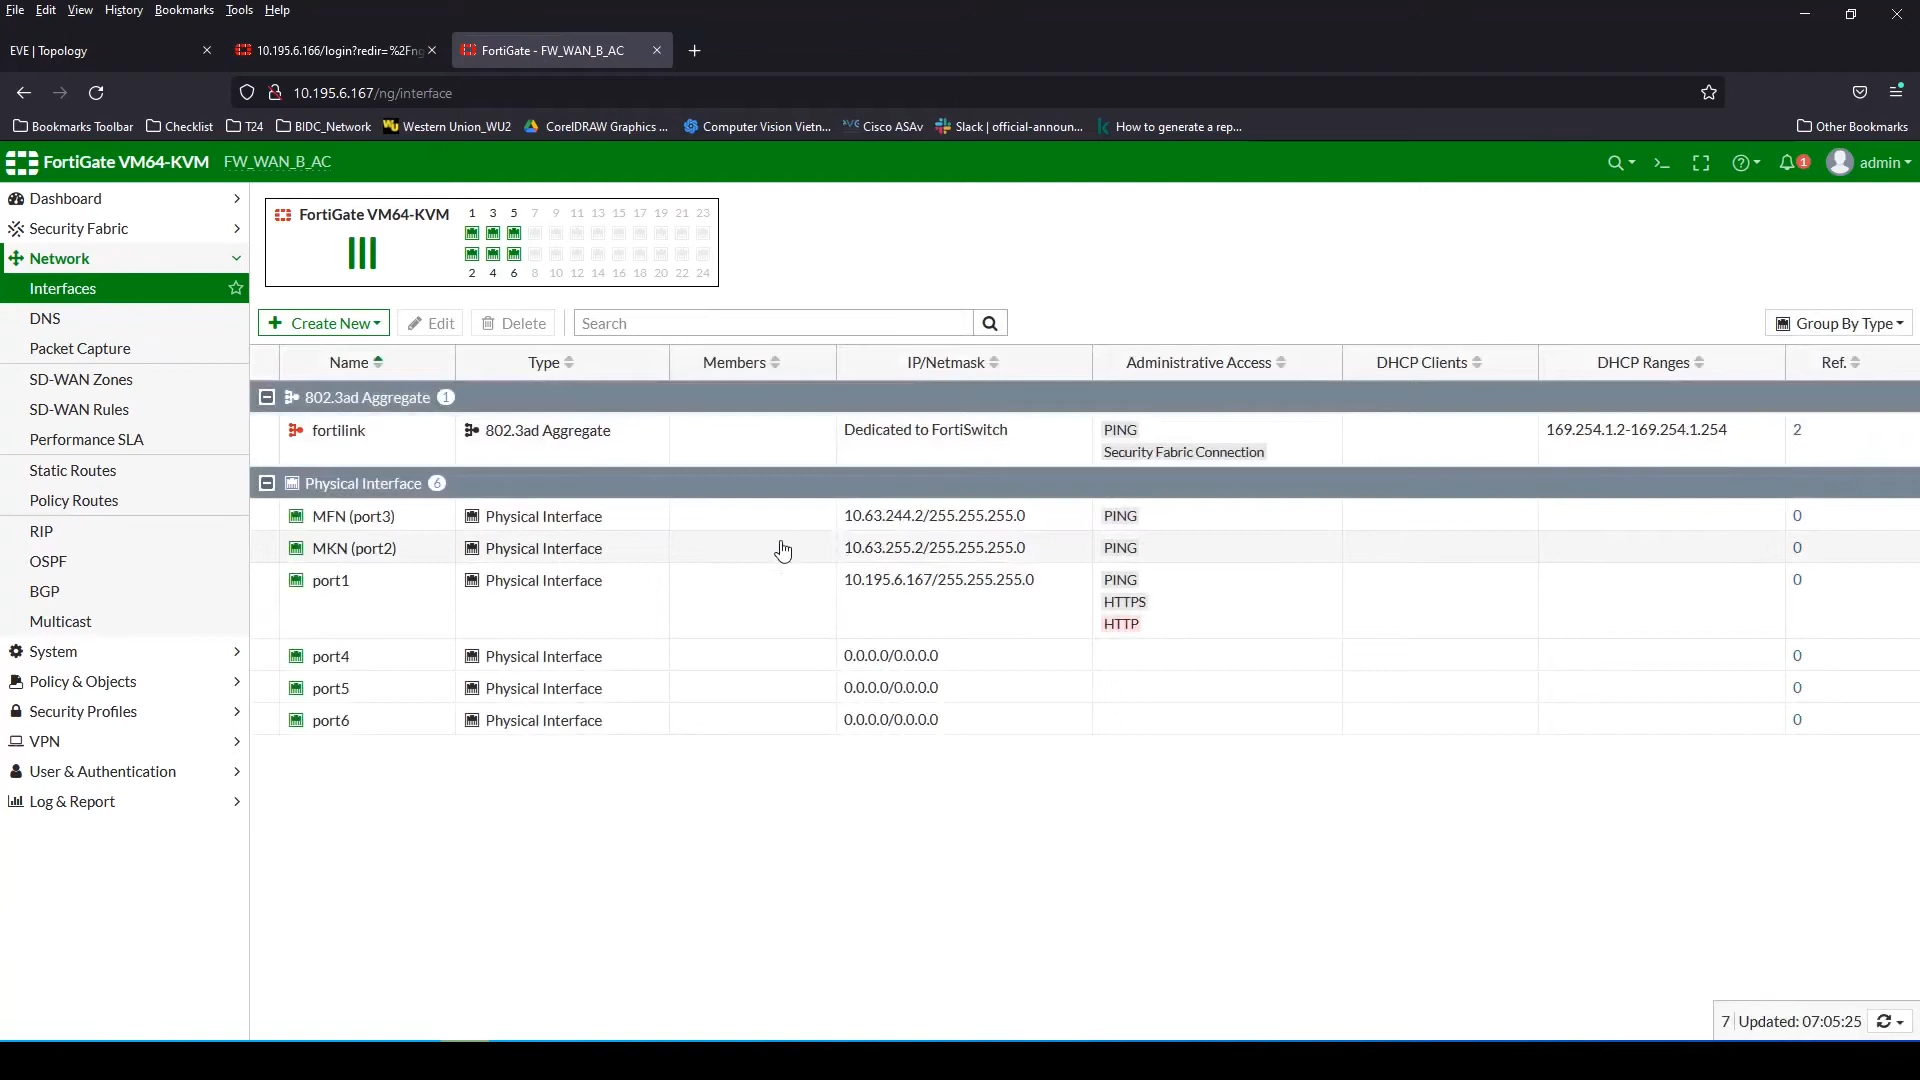 File Edit View History Bookmarks Tools Help
EVE | Topology
10.195.6.166/login?redir=%2Fng
FortiGate - FW_WAN_B_AC
10.195.6.167/ng/interface
Bookmarks Toolbar Checklist T24 BIDC_Network Western Union_WU2 CorelDRAW Graphics ... Computer Vision Vietn... Cisco ASAv Slack | official-announ... How to generate a rep... Other Bookmarks
FortiGate VM64-KVM FW_WAN_B_AC 1 admin
Dashboard
Security Fabric
Network
Interfaces
DNS
Packet Capture
SD-WAN Zones
SD-WAN Rules
Performance SLA
Static Routes
Policy Routes
RIP
OSPF
BGP
Multicast
System
Policy & Objects
Security Profiles
VPN
User & Authentication
Log & Report
FortiGate VM64-KVM
1 3 5 7 9 11 13 15 17 19 21 23
2 4 6 8 10 12 14 16 18 20 22 24
Create New Edit Delete Search Group By Type
Name Type Members IP/Netmask Administrative Access DHCP Clients DHCP Ranges Ref.
802.3ad Aggregate 1
fortilink 802.3ad Aggregate Dedicated to FortiSwitch PING 169.254.1.2-169.254.1.254 2
Security Fabric Connection
Physical Interface 6
MFN (port3) Physical Interface 10.63.244.2/255.255.255.0 PING 0
MKN (port2) Physical Interface 10.63.255.2/255.255.255.0 PING 0
port1 Physical Interface 10.195.6.167/255.255.255.0 PING 0
HTTPS
HTTP
port4 Physical Interface 0.0.0.0/0.0.0.0 0
port5 Physical Interface 0.0.0.0/0.0.0.0 0
port6 Physical Interface 0.0.0.0/0.0.0.0 0
7 Updated: 07:05:25